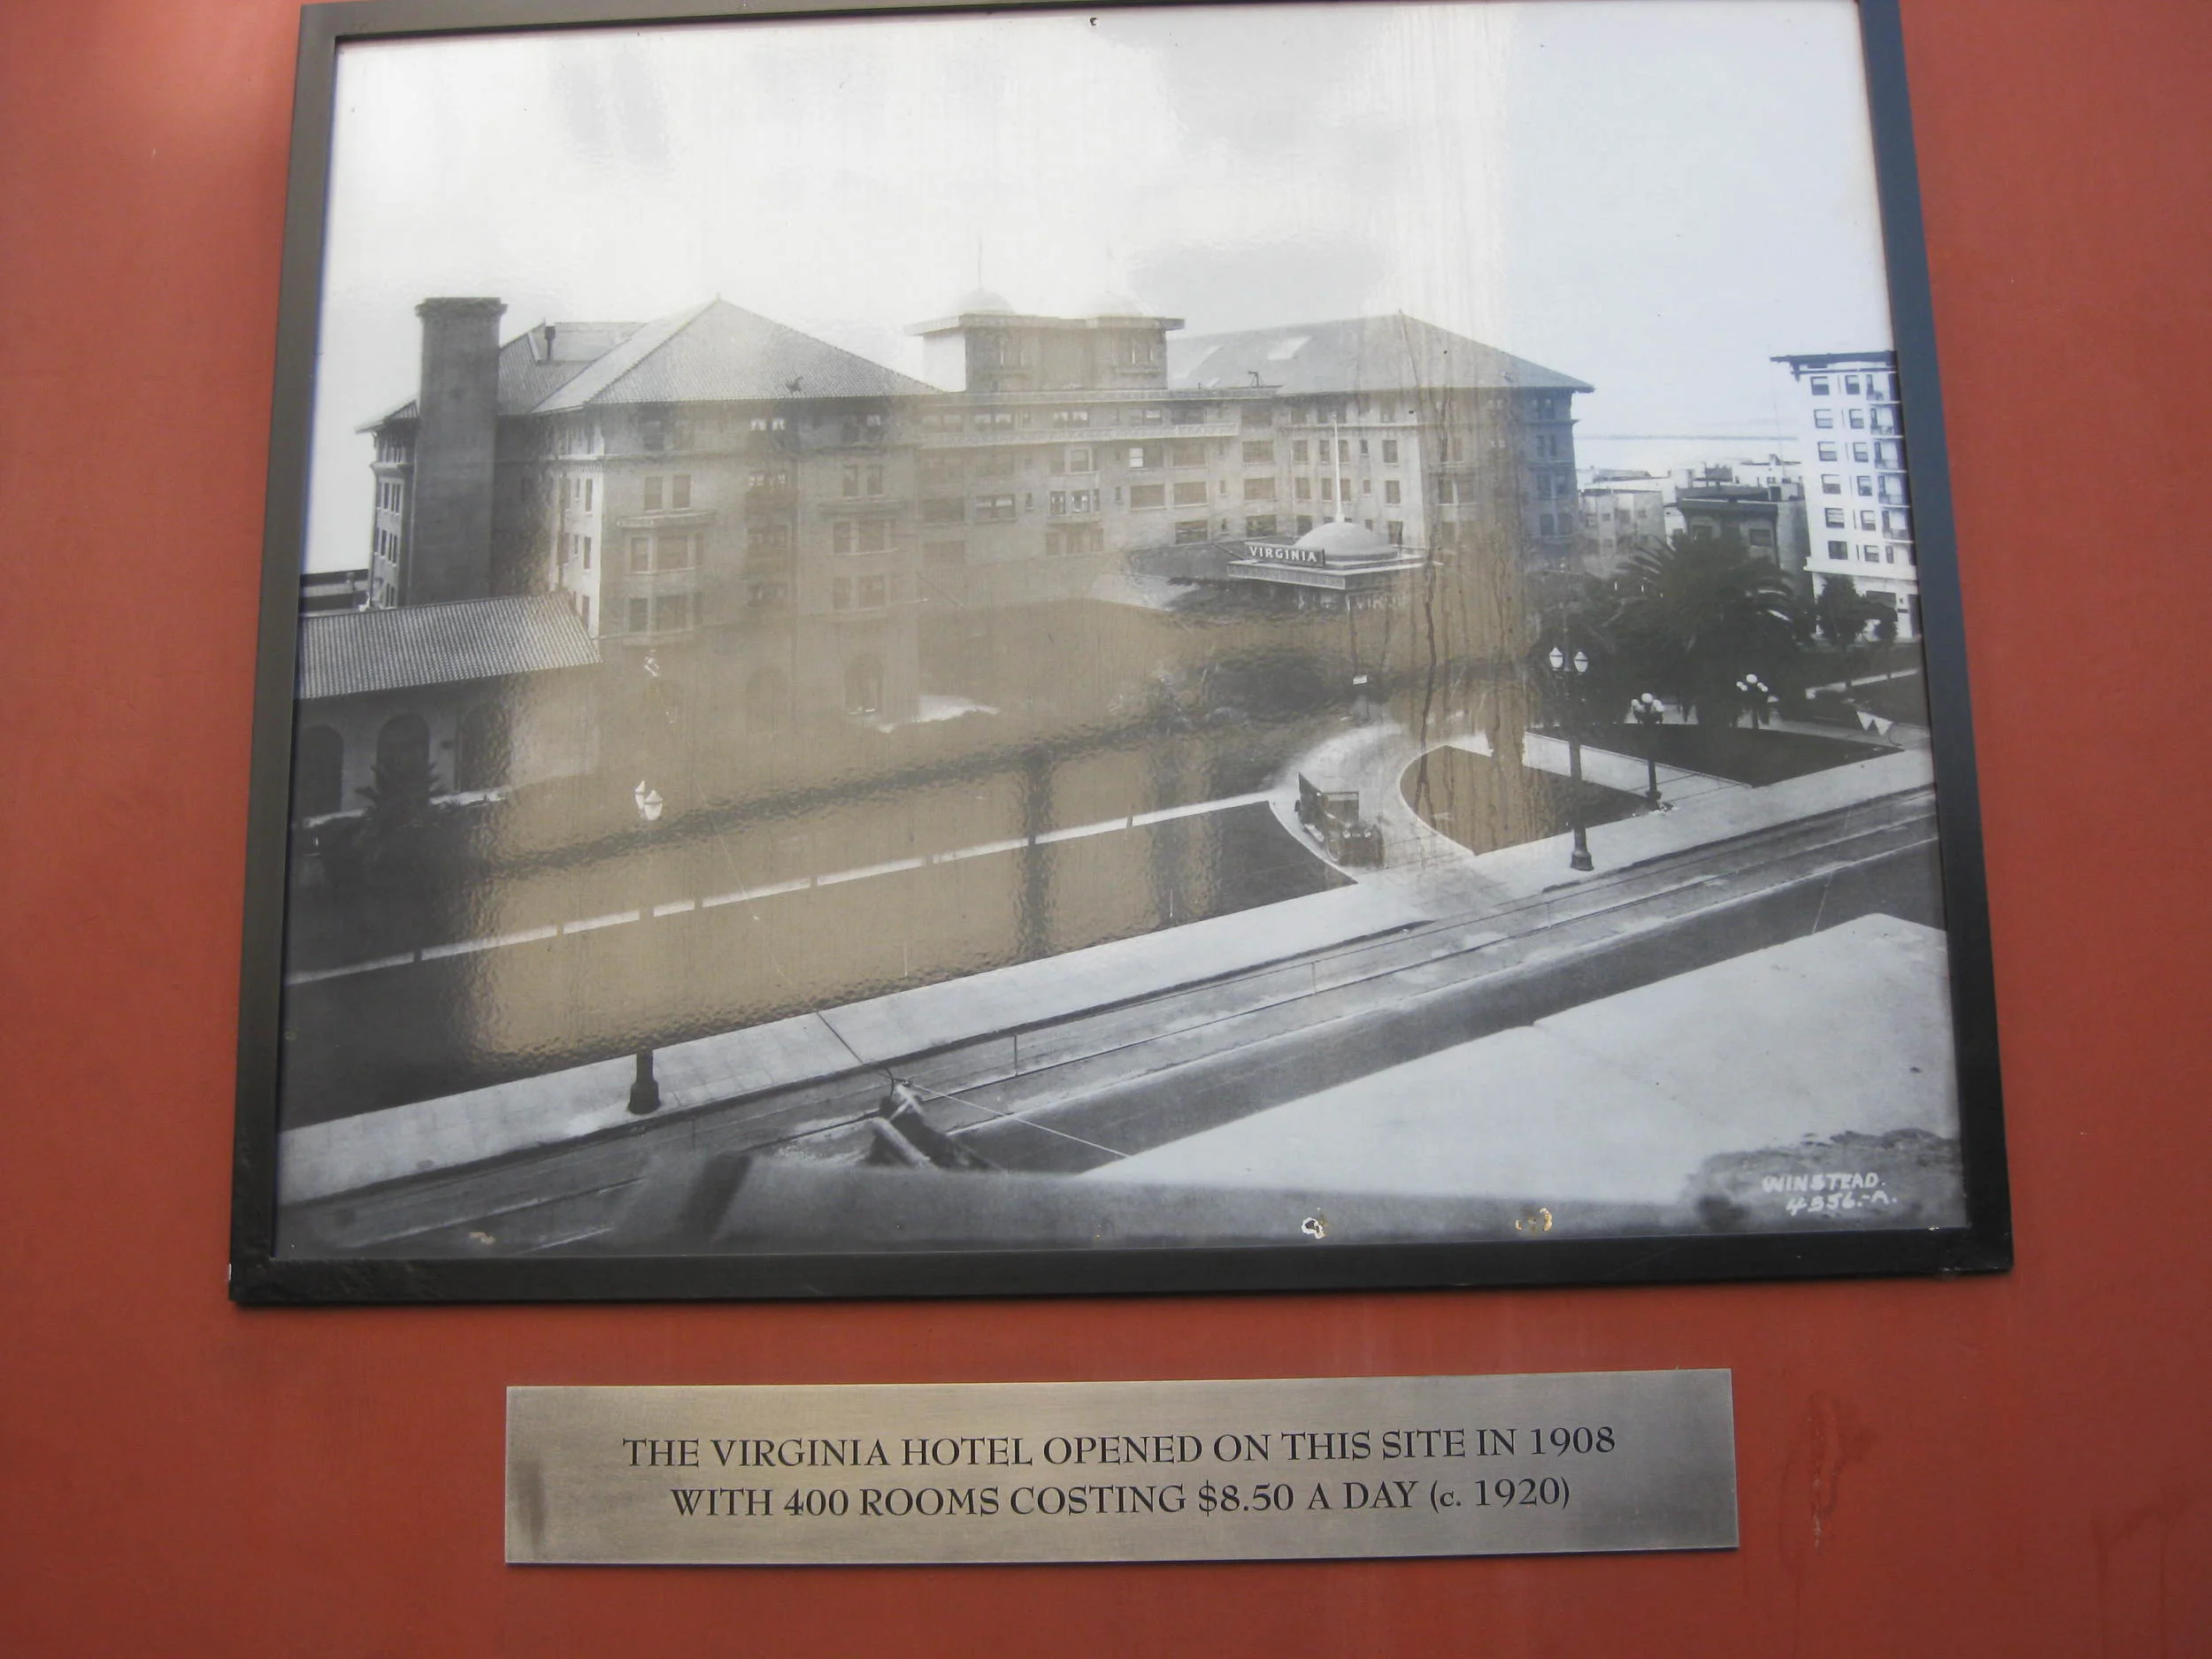 VIRGINIA
WINSTEAD.
4956.-A.
THE VIRGINIA HOTEL OPENED ON THIS SITE IN 1908
WITH 400 ROOMS COSTING $8.50 A DAY (c. 1920)